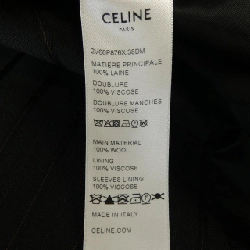 CELINE
PARIS
MATIERE PRINCIPALE
100% LAINE
DOUBLURE
100% VISCOSE
DOUBLURE MANCHES
100% VISCOSE
MAIN MATERIAL
100% WOOL
LINING
100% VISCOSE
SLEEVES LINING
100% VISCOSE
MADE IN ITALY
CELINE.COM